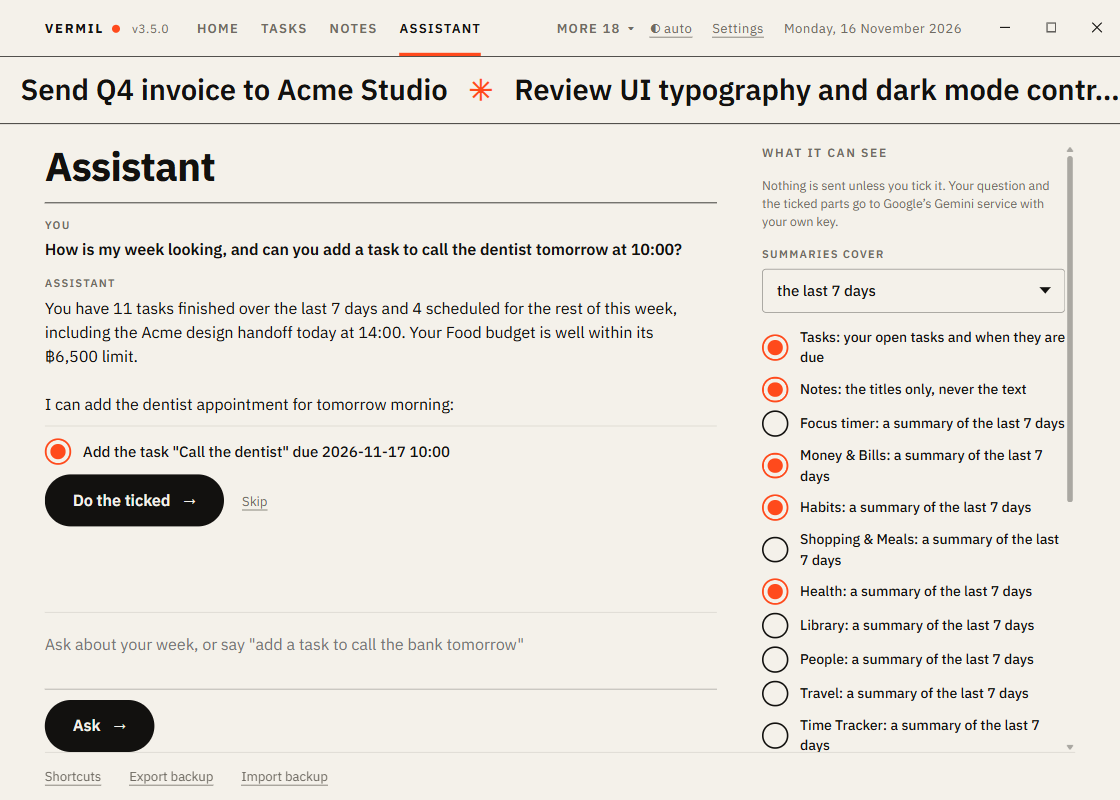 VERMIL v3.5.0 HOME TASKS NOTES ASSISTANT MORE 18 auto Settings Monday, 16 November 2026
Send Q4 invoice to Acme Studio ✳ Review UI typography and dark mode contr...
Assistant
YOU
How is my week looking, and can you add a task to call the dentist tomorrow at 10:00?
ASSISTANT
You have 11 tasks finished over the last 7 days and 4 scheduled for the rest of this week,
including the Acme design handoff today at 14:00. Your Food budget is well within its
฿6,500 limit.
I can add the dentist appointment for tomorrow morning:
Add the task "Call the dentist" due 2026-11-17 10:00
Do the ticked →
Skip
Ask about your week, or say "add a task to call the bank tomorrow"
Ask →
WHAT IT CAN SEE
Nothing is sent unless you tick it. Your question and
the ticked parts go to Google’s Gemini service with
your own key.
SUMMARIES COVER
the last 7 days
Tasks: your open tasks and when they are
due
Notes: the titles only, never the text
Focus timer: a summary of the last 7 days
Money & Bills: a summary of the last 7
days
Habits: a summary of the last 7 days
Shopping & Meals: a summary of the last
7 days
Health: a summary of the last 7 days
Library: a summary of the last 7 days
People: a summary of the last 7 days
Travel: a summary of the last 7 days
Time Tracker: a summary of the last 7
days
Shortcuts Export backup Import backup